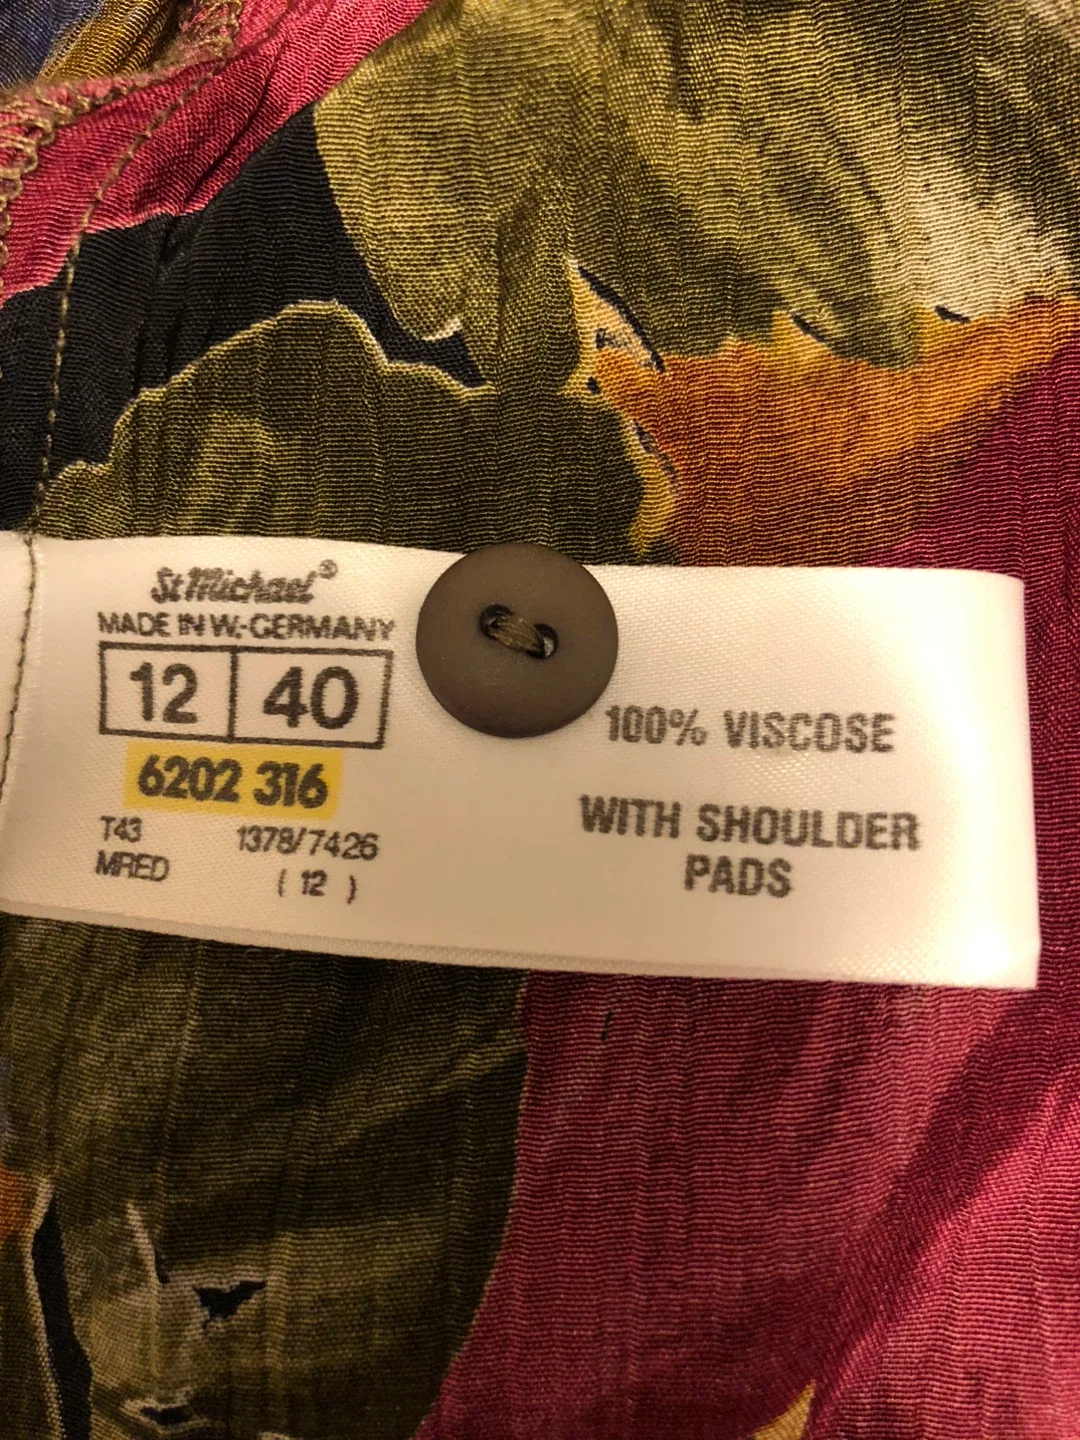 St Michael®
MADE IN W.-GERMANY
12 40
6202 316
T43 1378/7426
MRED ( 12 )
100% VISCOSE
WITH SHOULDER
PADS